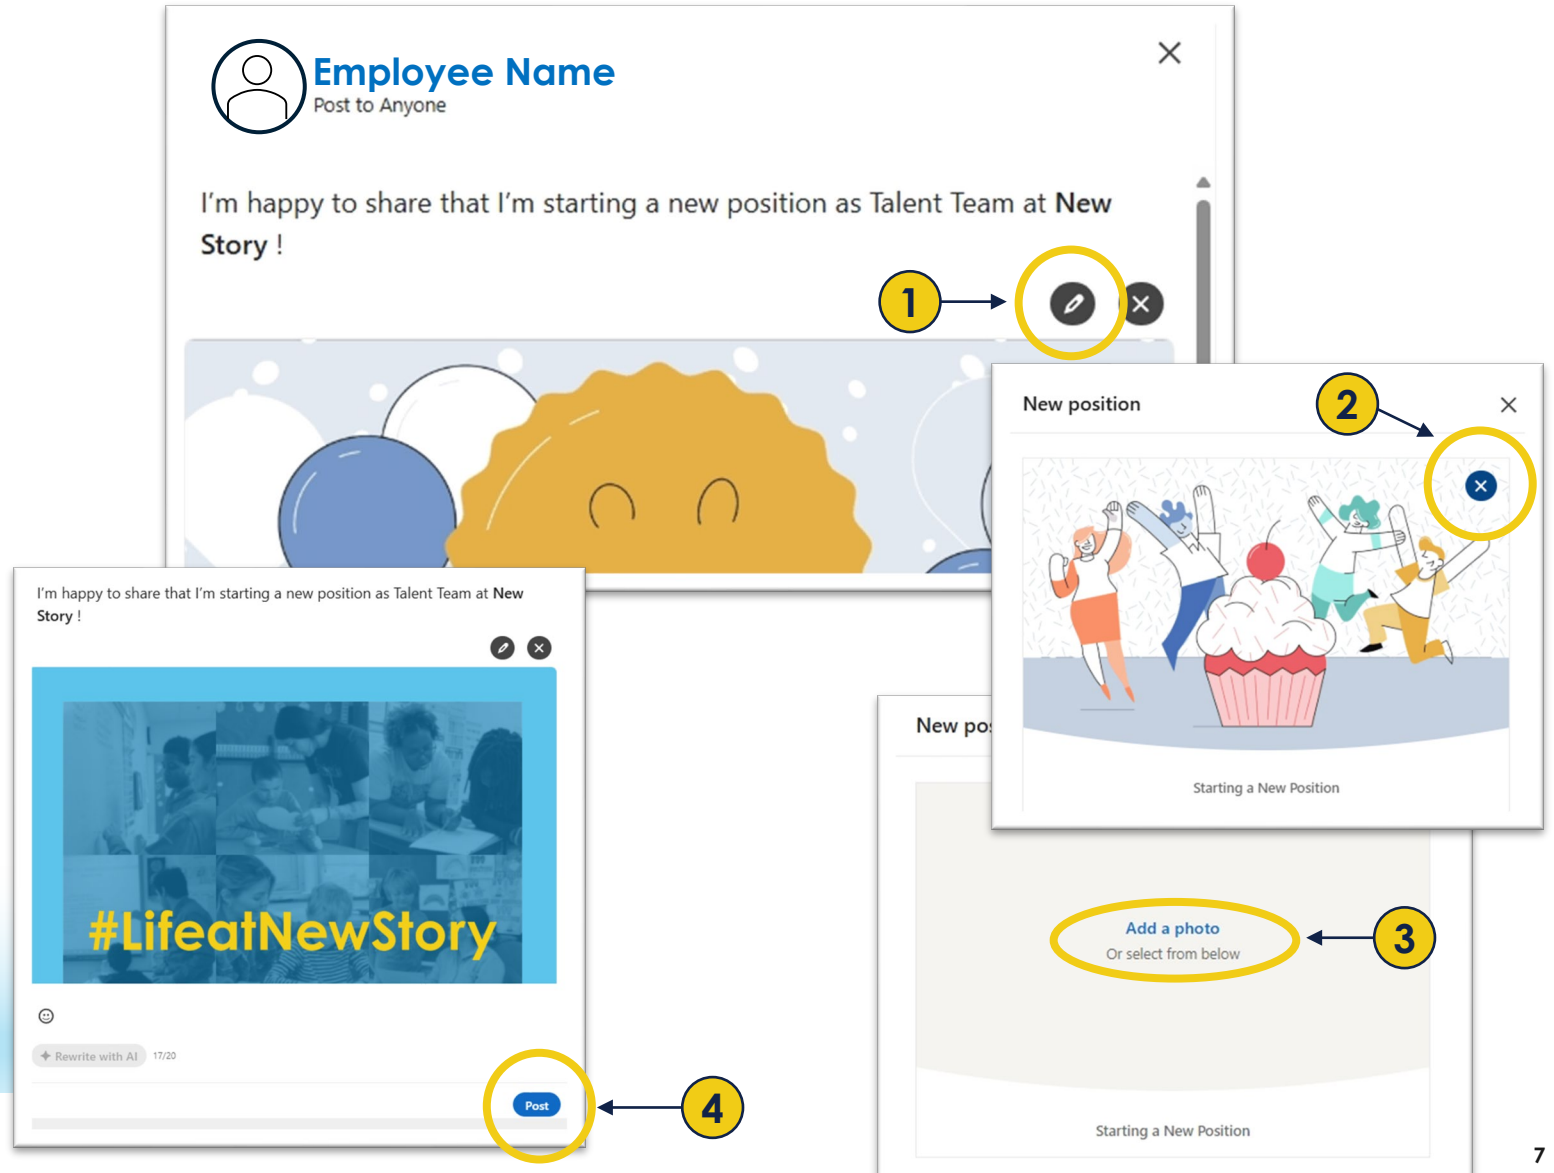 Employee Name
Post to Anyone
I'm happy to share that I'm starting a new position as Talent Team at New
Story !
1
New position
2
Starting a New Position
I'm happy to share that I'm starting a new position as Talent Team at New
Story !
#LifeatNewStory
Rewrite with AI 17/20
Post
4
New pos
Add a photo
Or select from below
3
Starting a New Position
7